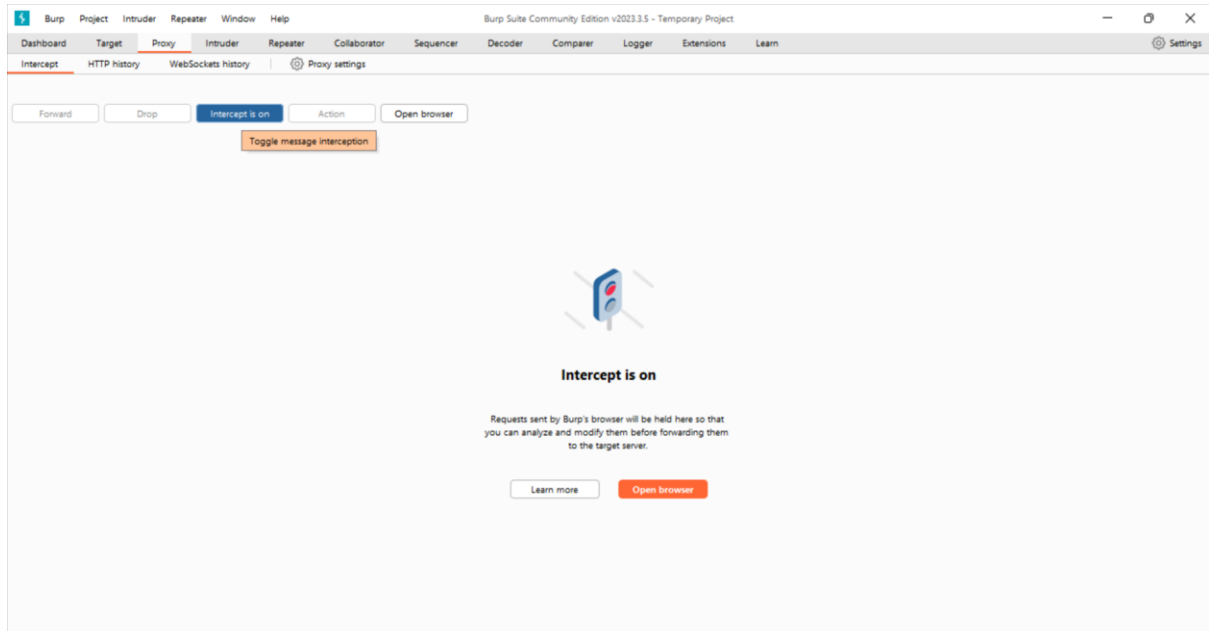 Burp Project Intruder Repeater Window Help Burp Suite Community Edition v2023.3.5 - Temporary Project
Dashboard Target Proxy Intruder Repeater Collaborator Sequencer Decoder Comparer Logger Extensions Learn Settings
Intercept HTTP history WebSockets history Proxy settings
Forward Drop Intercept is on Action Open browser
Toggle message interception
Intercept is on
Requests sent by Burp's browser will be held here so that
you can analyze and modify them before forwarding them
to the target server.
Learn more Open browser